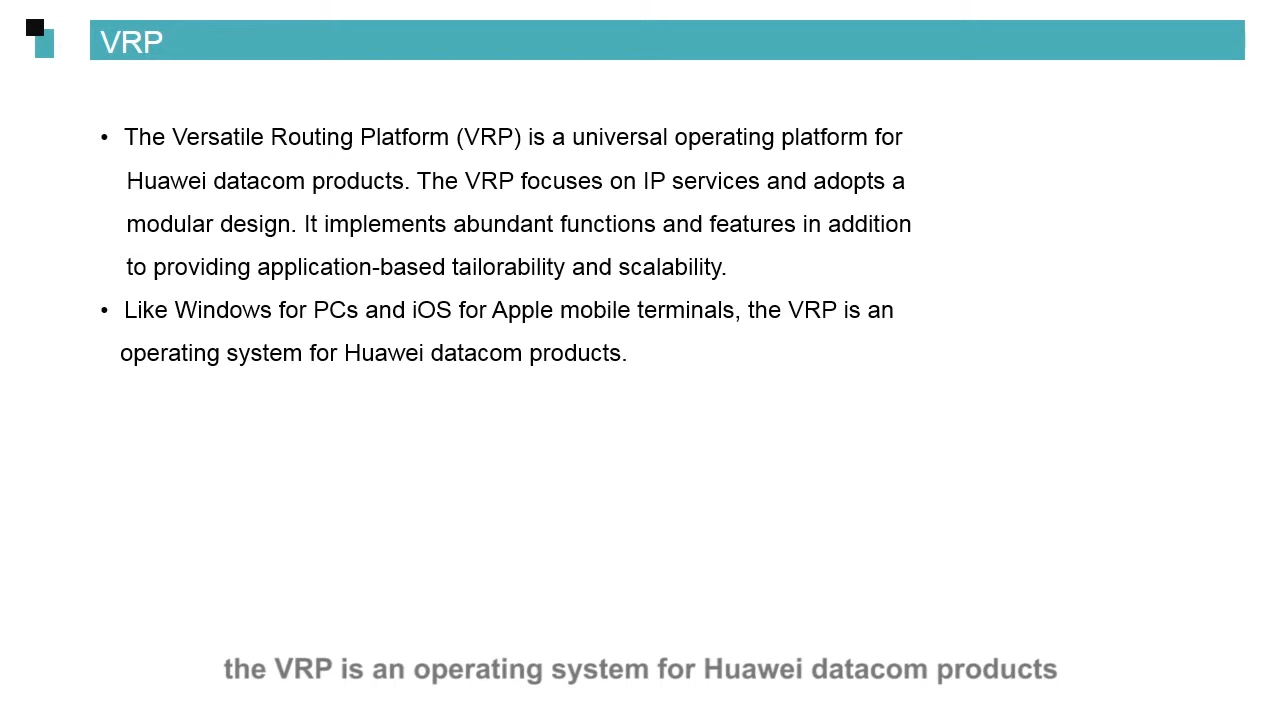 VRP
• The Versatile Routing Platform (VRP) is a universal operating platform for
Huawei datacom products. The VRP focuses on IP services and adopts a
modular design. It implements abundant functions and features in addition
to providing application-based tailorability and scalability.
• Like Windows for PCs and iOS for Apple mobile terminals, the VRP is an
operating system for Huawei datacom products.
the VRP is an operating system for Huawei datacom products